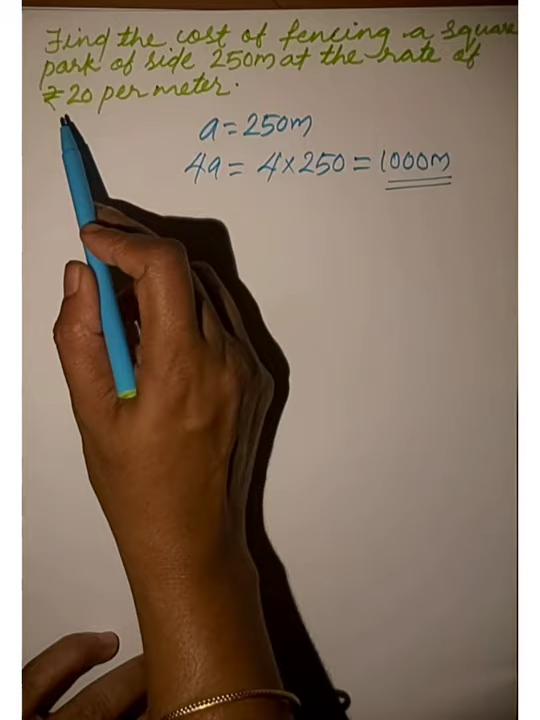 Find the cost of fencing a square
park of side 250m at the rate of
₹20 per meter.
a = 250m
4a = 4×250 = 1000m